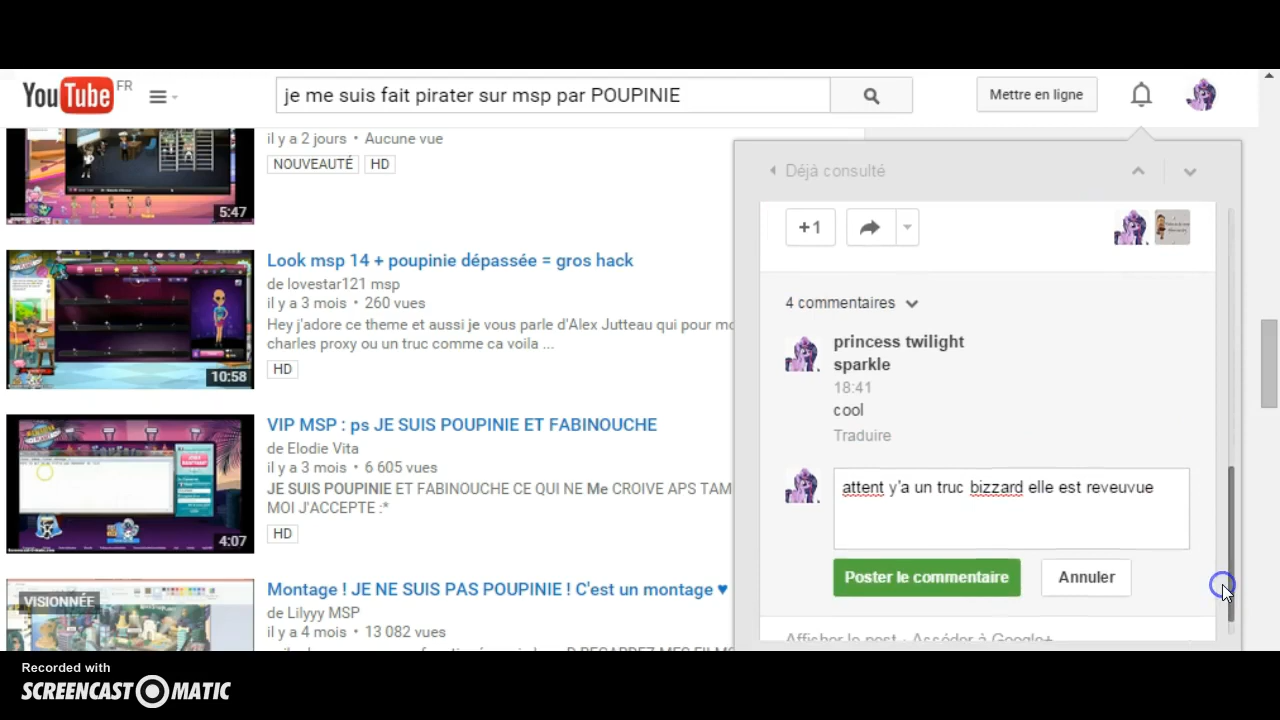 YouTube FR
je me suis fait pirater sur msp par POUPINIE
Mettre en ligne
il y a 2 jours • Aucune vue
NOUVEAUTÉ HD
5:47
Look msp 14 + poupinie dépassée = gros hack
de lovestar121 msp
il y a 3 mois • 260 vues
Hey j'adore ce theme et aussi je vous parle d'Alex Jutteau qui pour mo
charles proxy ou un truc comme ca voila ...
HD
10:58
VIP MSP : ps JE SUIS POUPINIE ET FABINOUCHE
de Elodie Vita
il y a 3 mois • 6 605 vues
JE SUIS POUPINIE ET FABINOUCHE CE QUI NE Me CROIVE APS TAM
MOI J'ACCEPTE :*
HD
4:07
VISIONNÉE
Montage ! JE NE SUIS PAS POUPINIE ! C'est un montage ♥
de Lilyyy MSP
il y a 4 mois • 13 082 vues
Déjà consulté
+1
4 commentaires
princess twilight
sparkle
18:41
cool
Traduire
attent y'a un truc bizzard elle est reveuvue
Poster le commentaire
Annuler
Afficher le post · Accéder à Google+
Recorded with
SCREENCAST-O-MATIC